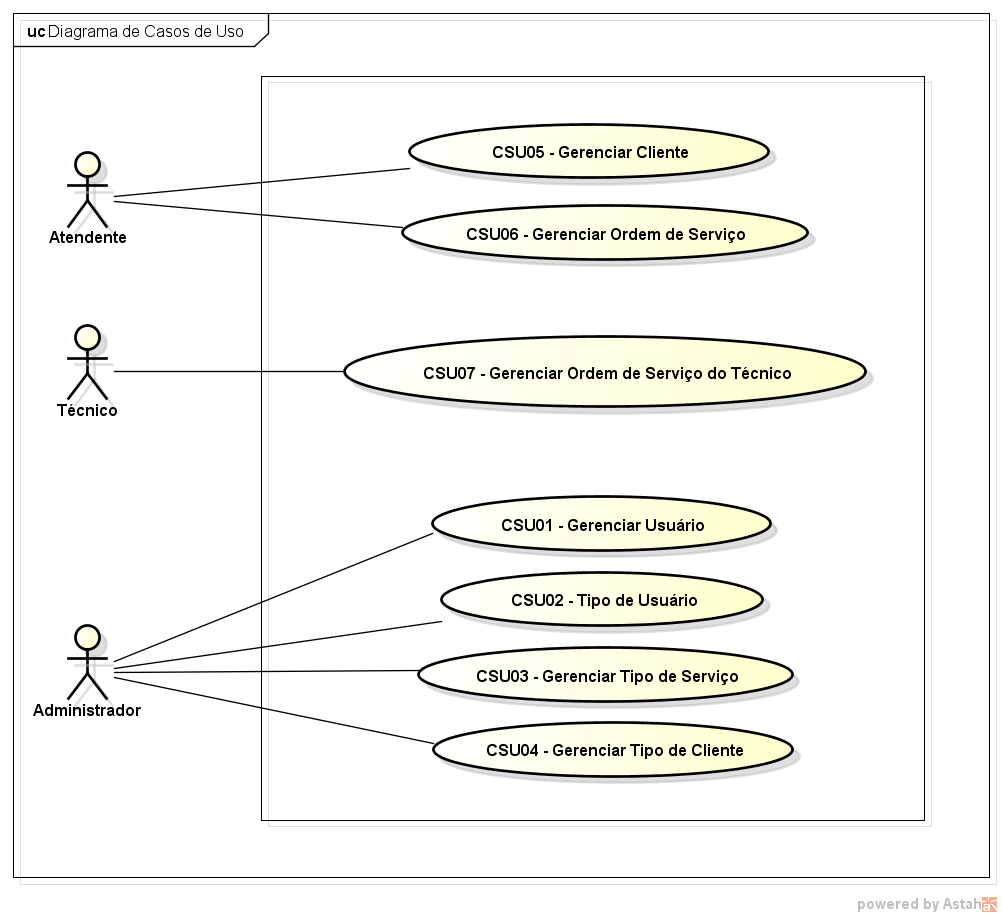 uc Diagrama de Casos de Uso
CSU05 - Gerenciar Cliente
CSU06 - Gerenciar Ordem de Serviço
Atendente
CSU07 - Gerenciar Ordem de Serviço do Técnico
Técnico
CSU01 - Gerenciar Usuário
CSU02 - Tipo de Usuário
CSU03 - Gerenciar Tipo de Serviço
Administrador
CSU04 - Gerenciar Tipo de Cliente
powered by Astah